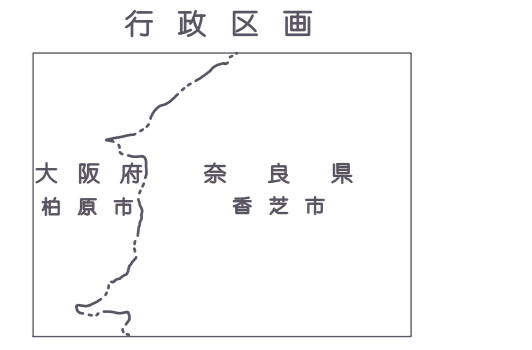 行政区画
大阪府 奈良県
柏原市 香芝市